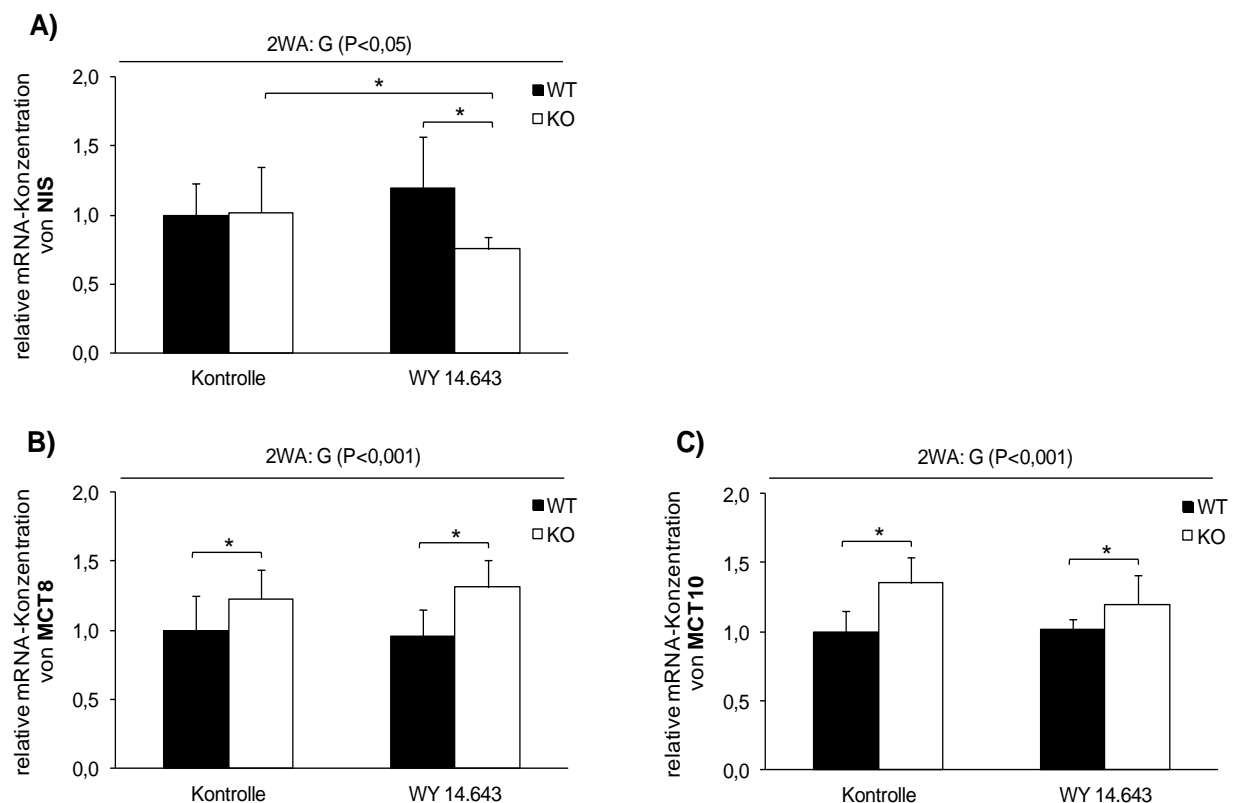 A)
2WA: G (P<0,05)
relative mRNA-Konzentration
von NIS
2,0
1,5
1,0
0,5
0,0
*
*
WT
KO
Kontrolle
WY 14.643
B)
2WA: G (P<0,001)
relative mRNA-Konzentration
von MCT8
2,0
1,5
1,0
0,5
0,0
*
*
WT
KO
Kontrolle
WY 14.643
C)
2WA: G (P<0,001)
relative mRNA-Konzentration
von MCT10
2,0
1,5
1,0
0,5
0,0
*
*
WT
KO
Kontrolle
WY 14.643